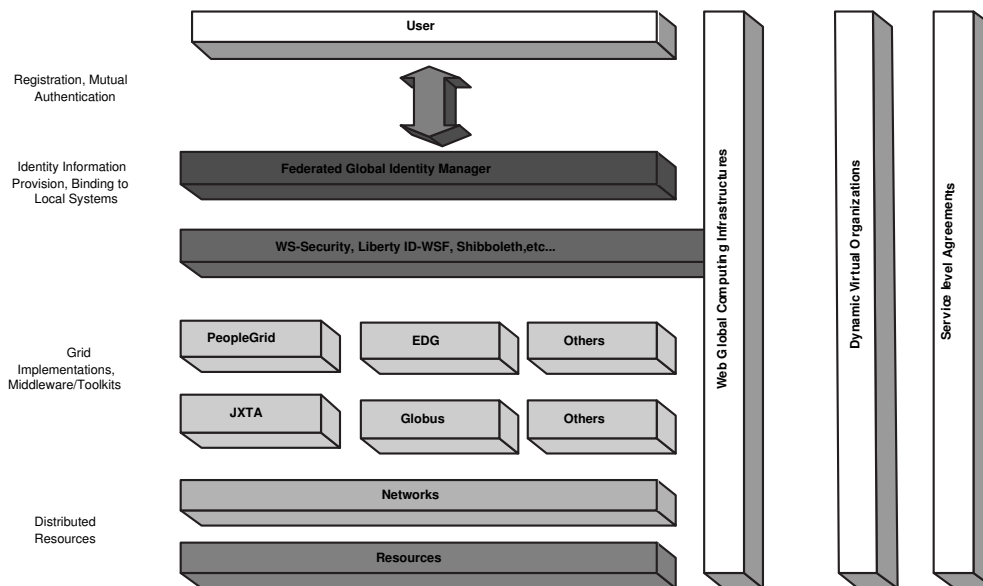 User
Registration, Mutual
Authentication
Federated Global Identity Manager
Identity Information
Provision, Binding to
Local Systems
WS-Security, Liberty ID-WSF, Shibboleth,etc...
PeopleGrid
EDG
Others
Grid
Implementations,
Middleware/Toolkits
JXTA
Globus
Others
Networks
Distributed
Resources
Resources
Web Global Computing Infrastructures
Dynamic Virtual Organizations
Service level Agreements